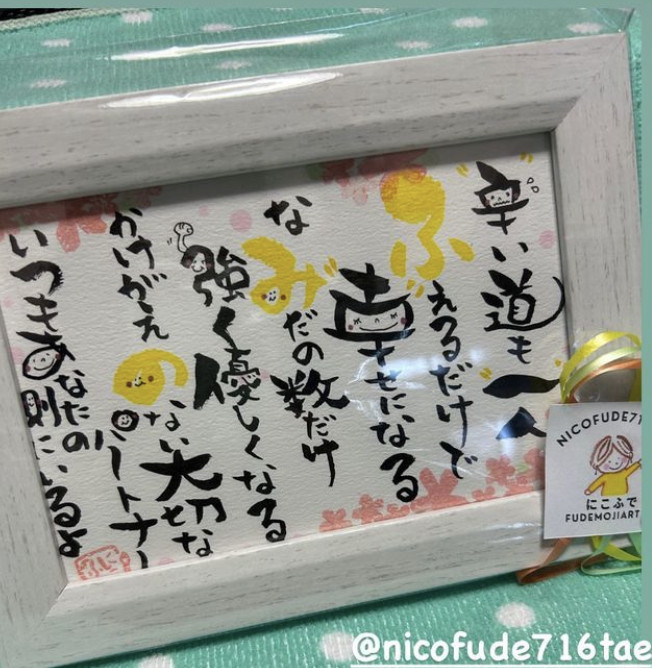 辛い道も一人
ふえるだけで
幸せになる
なみだの数だけ
強く優しくなる
かけがえのない大切な
パートナー
いつもあなたの側にいるよ
NICOFUDE71
にこふで
FUDEMOJIART
@nicofude716tae